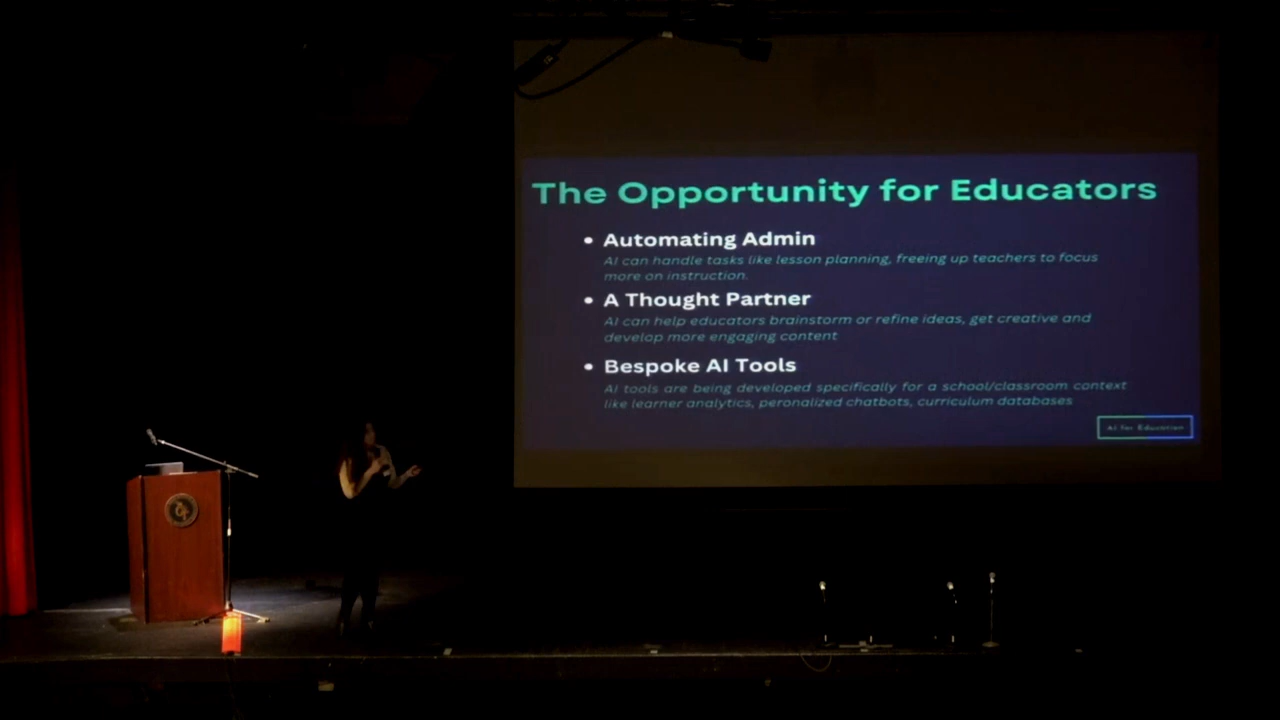 The Opportunity for Educators
• Automating Admin
AI can handle tasks like lesson planning, freeing up teachers to focus
more on instruction.
• A Thought Partner
AI can help educators brainstorm or refine ideas, get creative and
develop more engaging content
• Bespoke AI Tools
AI tools are being developed specifically for a school/classroom context
like learner analytics, peronalized chatbots, curriculum databases
AI for Education